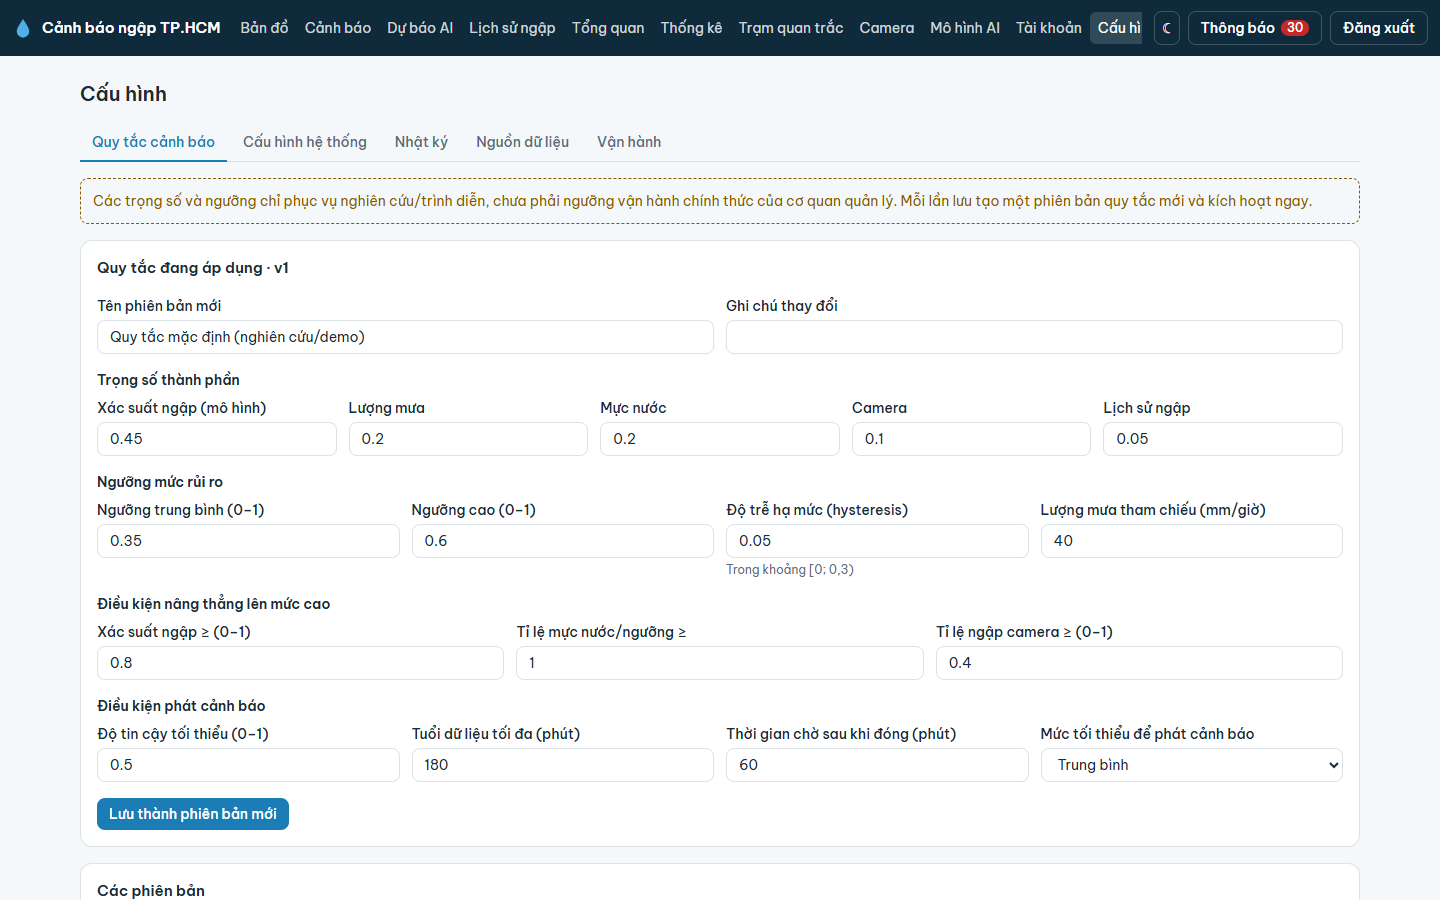 Cảnh báo ngập TP.HCM Bản đồ Cảnh báo Dự báo AI Lịch sử ngập Tổng quan Thống kê Trạm quan trắc Camera Mô hình AI Tài khoản Cấu hì Thông báo 30 Đăng xuất
Cấu hình
Quy tắc cảnh báo Cấu hình hệ thống Nhật ký Nguồn dữ liệu Vận hành
Các trọng số và ngưỡng chỉ phục vụ nghiên cứu/trình diễn, chưa phải ngưỡng vận hành chính thức của cơ quan quản lý. Mỗi lần lưu tạo một phiên bản quy tắc mới và kích hoạt ngay.
Quy tắc đang áp dụng · v1
Tên phiên bản mới Ghi chú thay đổi
Quy tắc mặc định (nghiên cứu/demo)
Trọng số thành phần
Xác suất ngập (mô hình) Lượng mưa Mực nước Camera Lịch sử ngập
0.45 0.2 0.2 0.1 0.05
Ngưỡng mức rủi ro
Ngưỡng trung bình (0–1) Ngưỡng cao (0–1) Độ trễ hạ mức (hysteresis) Lượng mưa tham chiếu (mm/giờ)
0.35 0.6 0.05 40
Trong khoảng [0; 0,3)
Điều kiện nâng thẳng lên mức cao
Xác suất ngập ≥ (0–1) Tỉ lệ mực nước/ngưỡng ≥ Tỉ lệ ngập camera ≥ (0–1)
0.8 1 0.4
Điều kiện phát cảnh báo
Độ tin cậy tối thiểu (0–1) Tuổi dữ liệu tối đa (phút) Thời gian chờ sau khi đóng (phút) Mức tối thiểu để phát cảnh báo
0.5 180 60 Trung bình
Lưu thành phiên bản mới
Các phiên bản